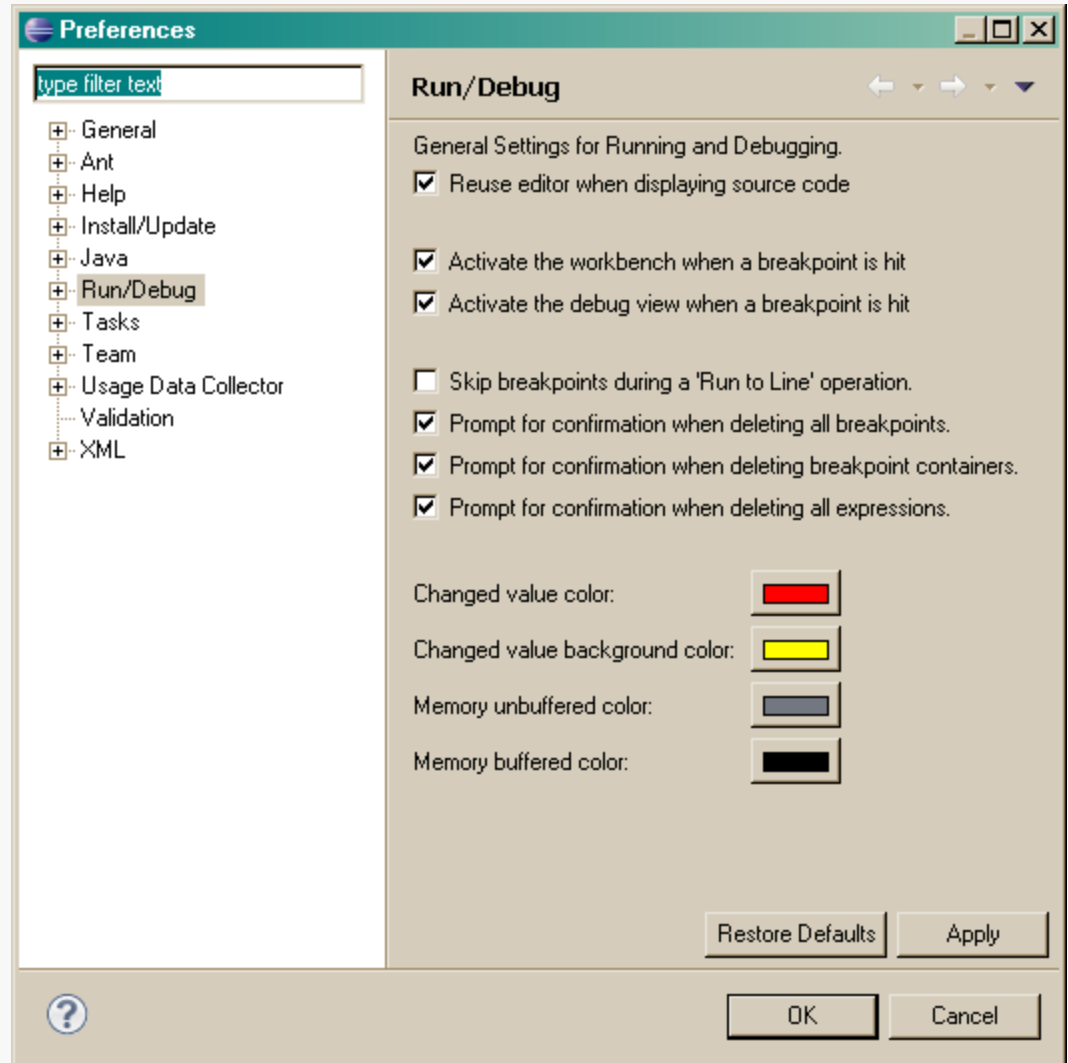 Preferences
type filter text
General
Ant
Help
Install/Update
Java
Run/Debug
Tasks
Team
Usage Data Collector
Validation
XML
Run/Debug
General Settings for Running and Debugging.
Reuse editor when displaying source code
Activate the workbench when a breakpoint is hit
Activate the debug view when a breakpoint is hit
Skip breakpoints during a 'Run to Line' operation.
Prompt for confirmation when deleting all breakpoints.
Prompt for confirmation when deleting breakpoint containers.
Prompt for confirmation when deleting all expressions.
Changed value color:
Changed value background color:
Memory unbuffered color:
Memory buffered color:
Restore Defaults
Apply
?
OK
Cancel